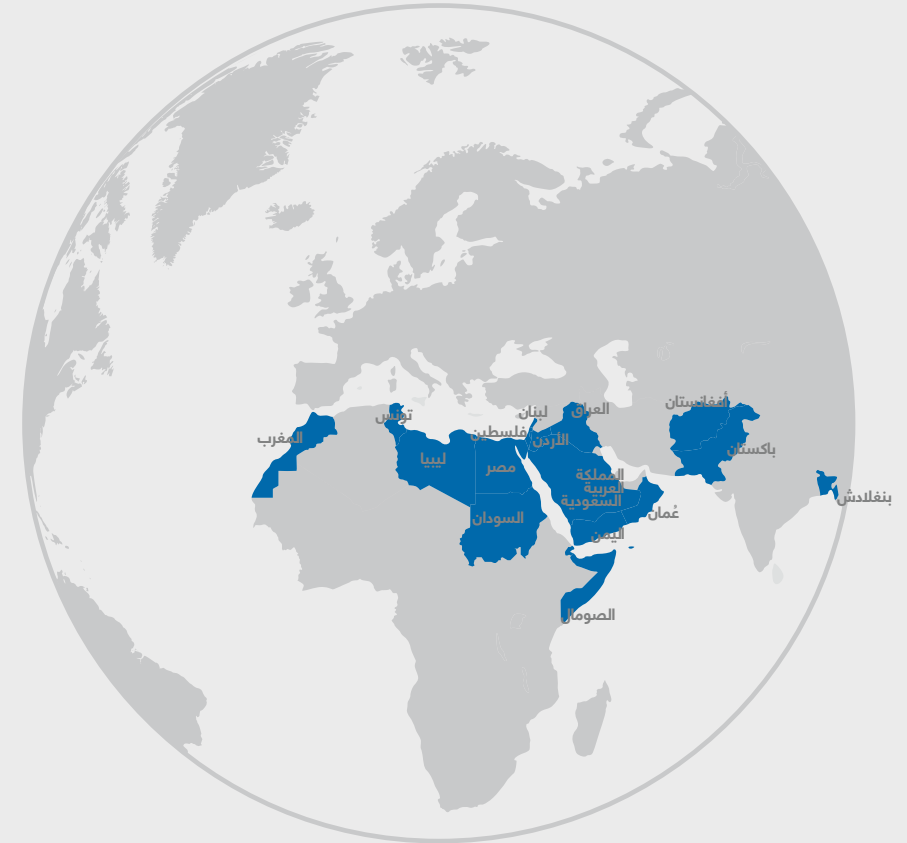 أفغانستان
العراق
لبنان
تونس
فلسطين
المغرب
الأردن
باكستان
ليبيا
مصر
المملكة
العربية
السعودية
بنغلادش
عُمان
السودان
اليمن
الصومال